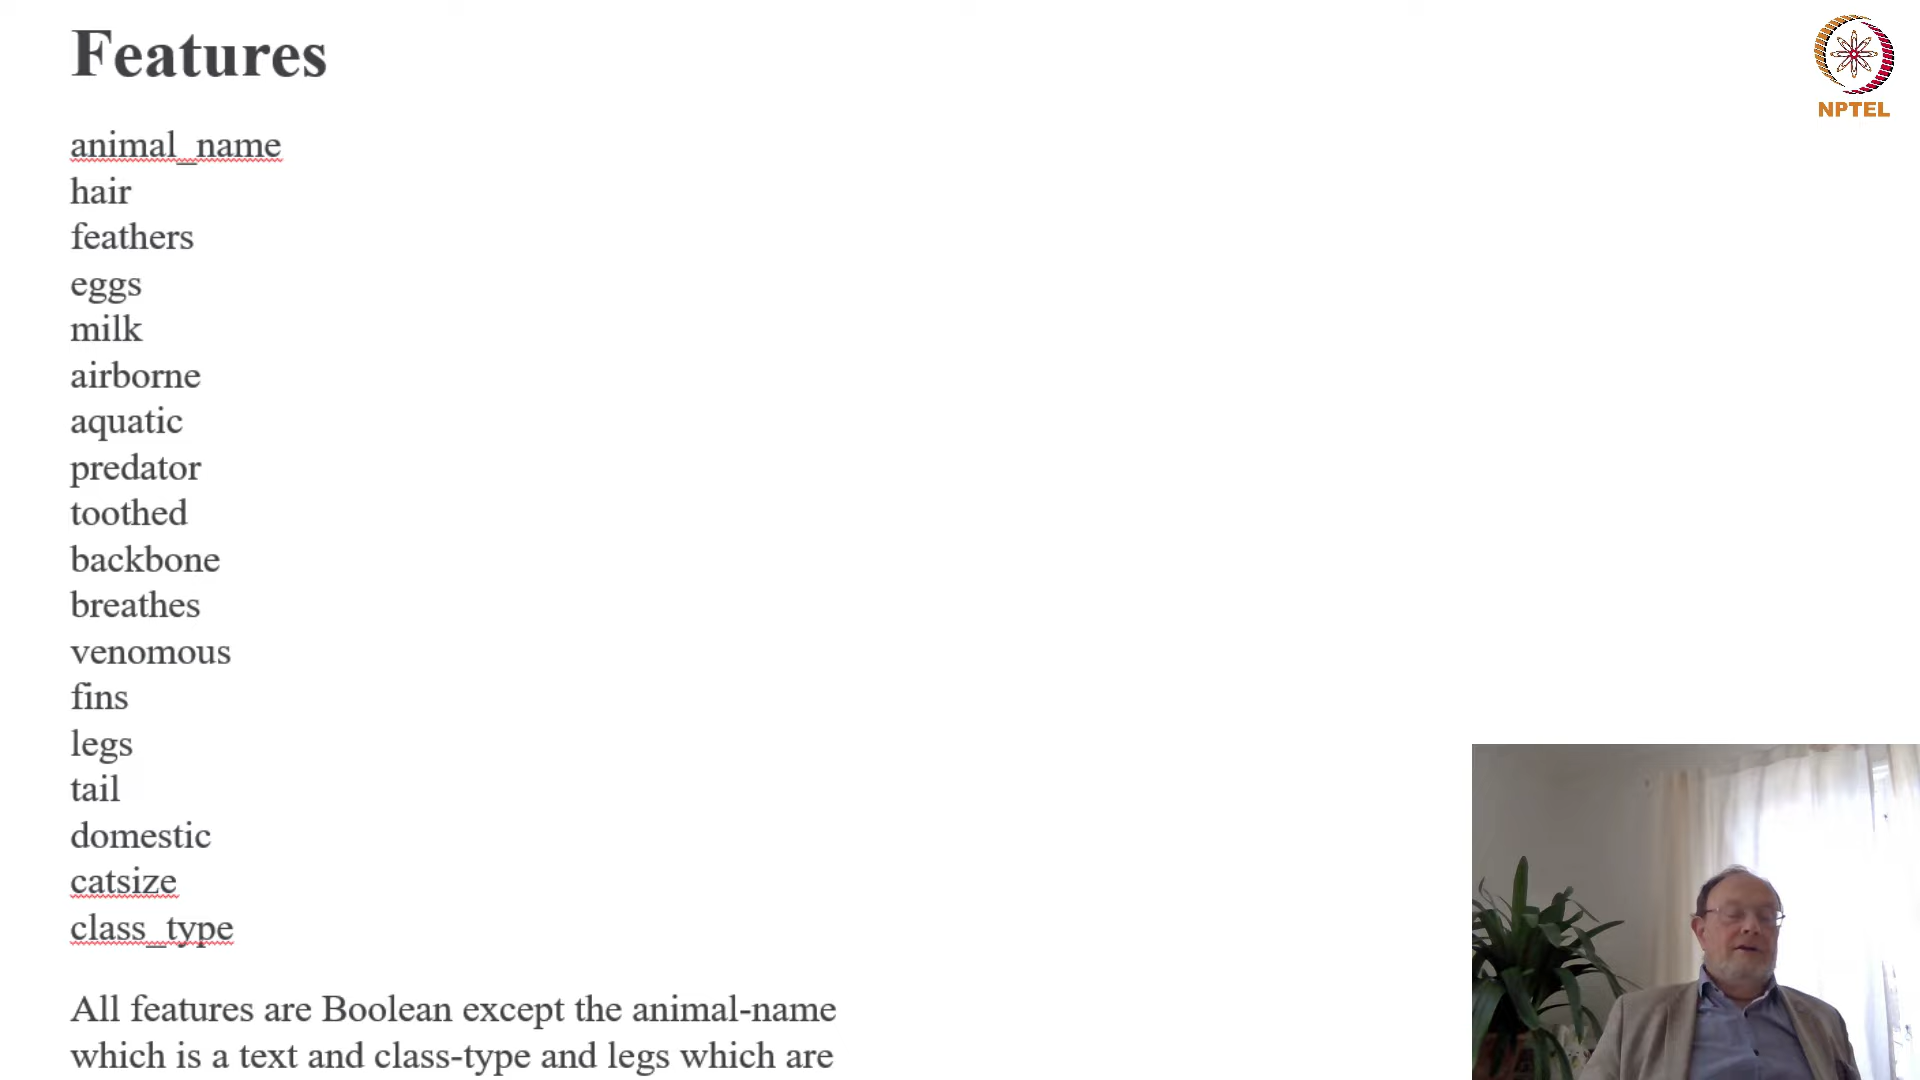 Features
NPTEL
animal_name
hair
feathers
eggs
milk
airborne
aquatic
predator
toothed
backbone
breathes
venomous
fins
legs
tail
domestic
catsize
class_type
All features are Boolean except the animal-name
which is a text and class-type and legs which are